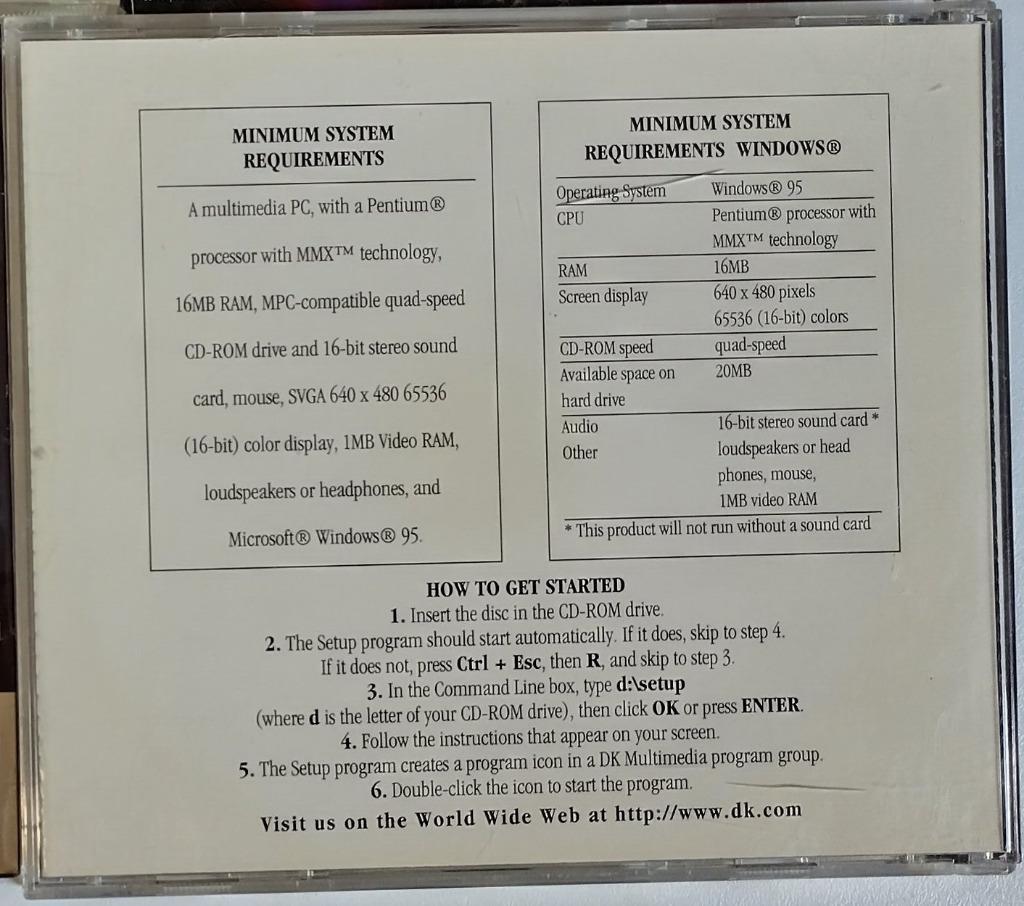 MINIMUM SYSTEM
REQUIREMENTS
A multimedia PC, with a Pentium®
processor with MMX™ technology,
16MB RAM, MPC-compatible quad-speed
CD-ROM drive and 16-bit stereo sound
card, mouse, SVGA 640 x 480 65536
(16-bit) color display, 1MB Video RAM,
loudspeakers or headphones, and
Microsoft® Windows® 95.
MINIMUM SYSTEM
REQUIREMENTS WINDOWS®
Operating System Windows® 95
CPU Pentium® processor with
MMX™ technology
RAM 16MB
Screen display 640 x 480 pixels
65536 (16-bit) colors
CD-ROM speed quad-speed
Available space on 20MB
hard drive
Audio 16-bit stereo sound card *
Other loudspeakers or head
phones, mouse,
1MB video RAM
* This product will not run without a sound card
HOW TO GET STARTED
1. Insert the disc in the CD-ROM drive.
2. The Setup program should start automatically. If it does, skip to step 4.
If it does not, press Ctrl + Esc, then R, and skip to step 3.
3. In the Command Line box, type d:\setup
(where d is the letter of your CD-ROM drive), then click OK or press ENTER.
4. Follow the instructions that appear on your screen.
5. The Setup program creates a program icon in a DK Multimedia program group.
6. Double-click the icon to start the program.
Visit us on the World Wide Web at http://www.dk.com